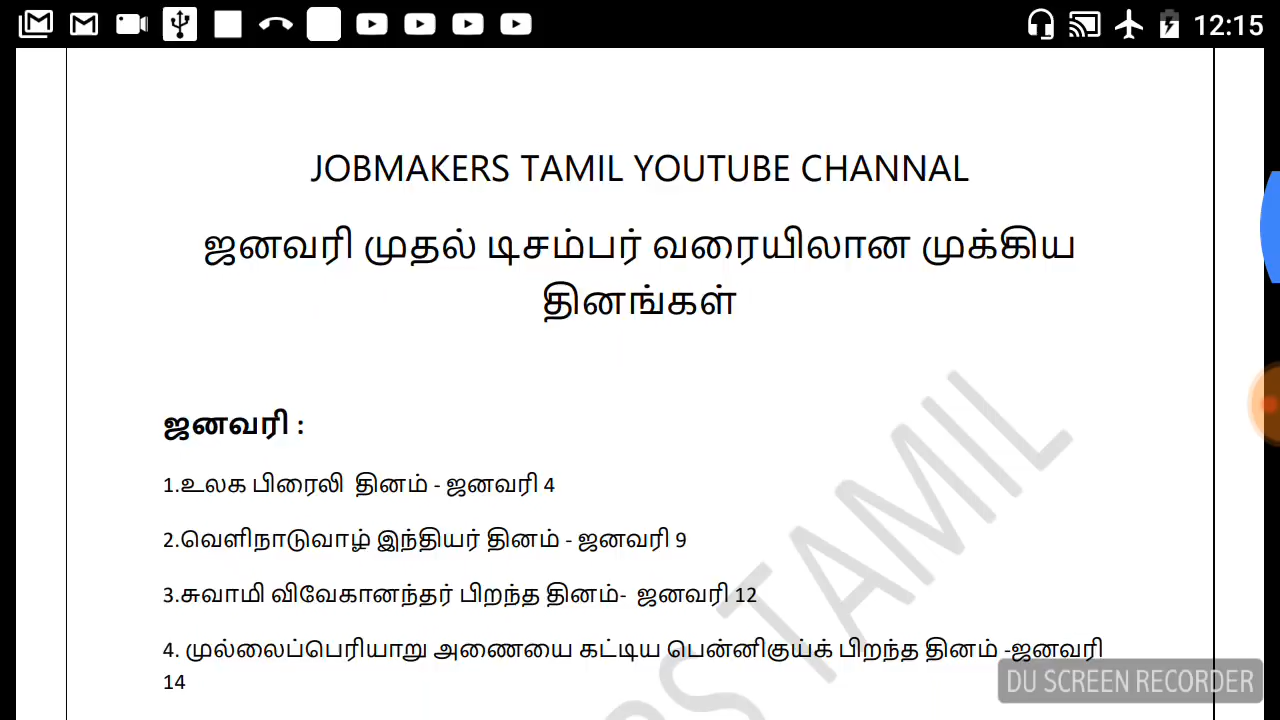 12:15
JOBMAKERS TAMIL YOUTUBE CHANNAL
ஜனவரி முதல் டிசம்பர் வரையிலான முக்கிய
தினங்கள்
ஜனவரி :
1.உலக பிரைலி தினம் - ஜனவரி 4
2.வெளிநாடுவாழ் இந்தியர் தினம் - ஜனவரி 9
3.சுவாமி விவேகானந்தர் பிறந்த தினம்- ஜனவரி 12
4. முல்லைப்பெரியாறு அணையை கட்டிய பென்னிகுய்க் பிறந்த தினம் -ஜனவரி
14
RS TAMIL
DU SCREEN RECORDER